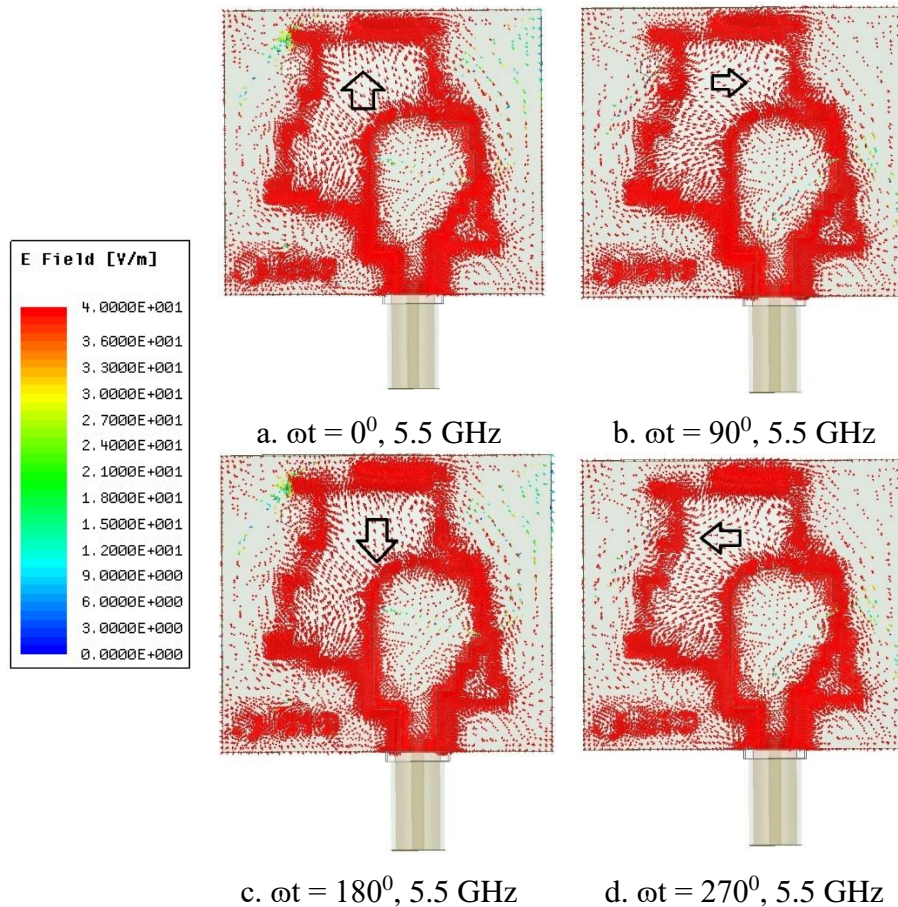 E Field [V/m]
4.0000E+001
3.6000E+001
3.3000E+001
3.0000E+001
2.7000E+001
2.4000E+001
2.1000E+001
1.8000E+001
1.5000E+001
1.2000E+001
9.0000E+000
6.0000E+000
3.0000E+000
0.0000E+000
a. ωt = 0⁰, 5.5 GHz
b. ωt = 90⁰, 5.5 GHz
c. ωt = 180⁰, 5.5 GHz
d. ωt = 270⁰, 5.5 GHz